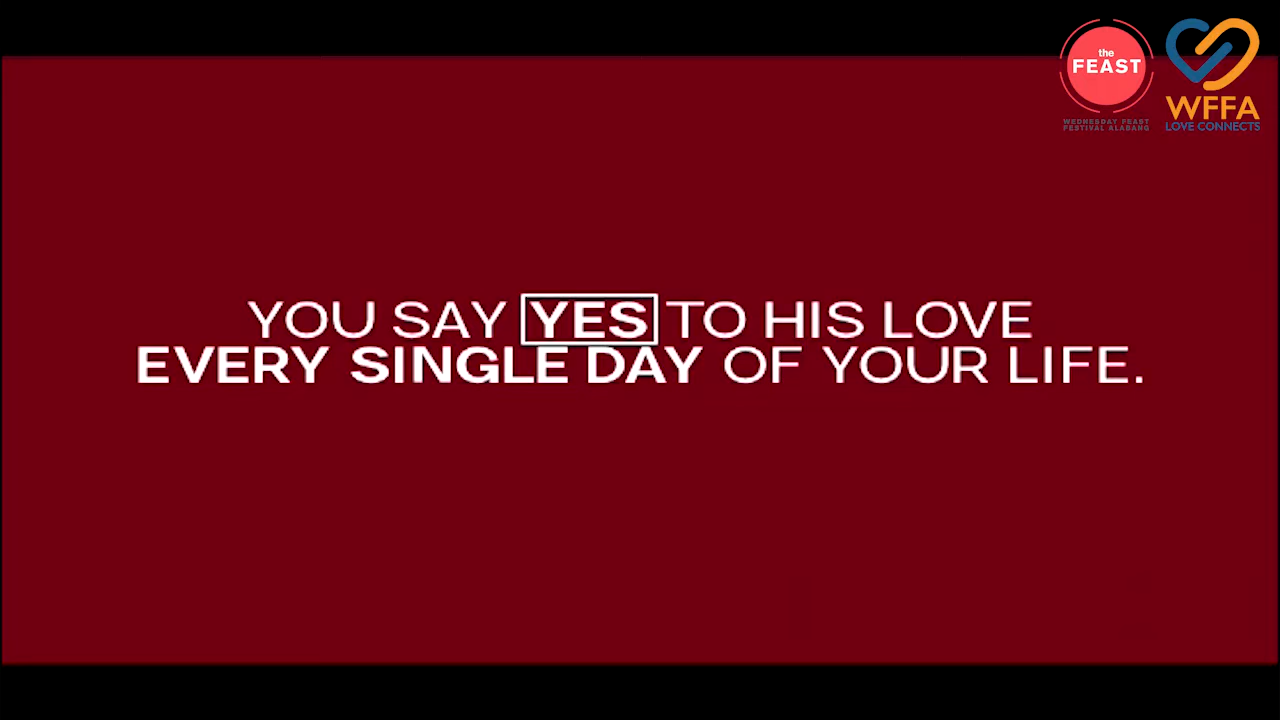 the
FEAST
WEDNESDAY FEAST
FESTIVAL ALABANG
WFFA
LOVE CONNECTS
YOU SAY YES TO HIS LOVE
EVERY SINGLE DAY OF YOUR LIFE.